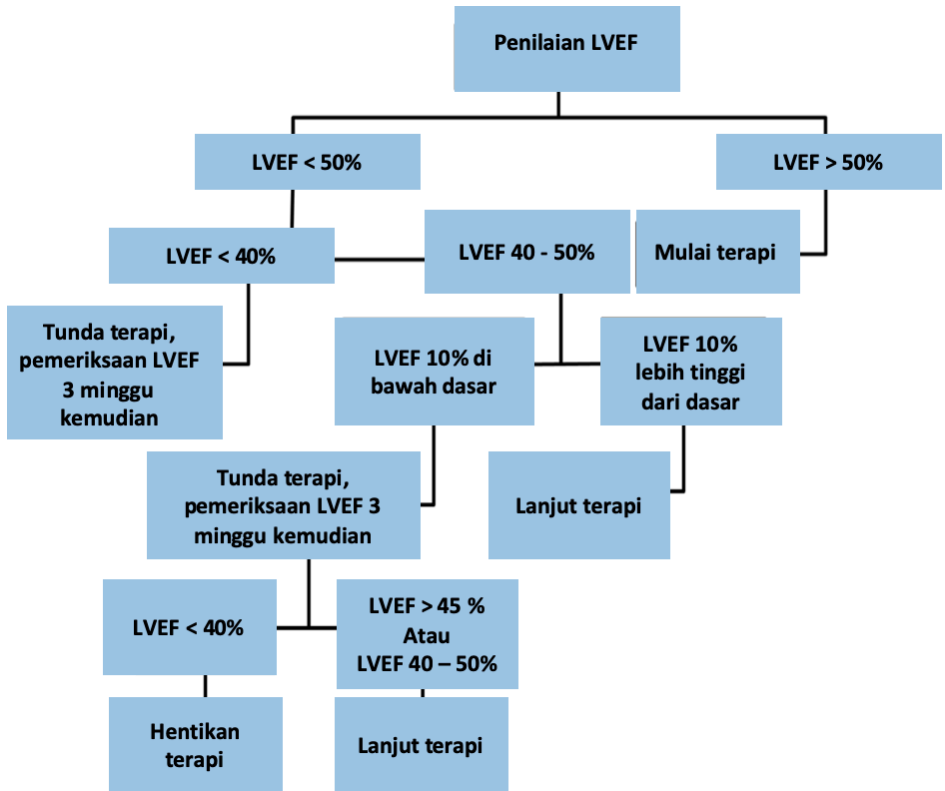 Penilaian LVEF
LVEF < 50%
LVEF > 50%
LVEF < 40%
LVEF 40 - 50%
Mulai terapi
Tunda terapi,
pemeriksaan LVEF
3 minggu
kemudian
LVEF 10% di
bawah dasar
LVEF 10%
lebih tinggi
dari dasar
Tunda terapi,
pemeriksaan LVEF 3
minggu kemudian
Lanjut terapi
LVEF < 40%
LVEF > 45 %
Atau
LVEF 40 – 50%
Hentikan
terapi
Lanjut terapi